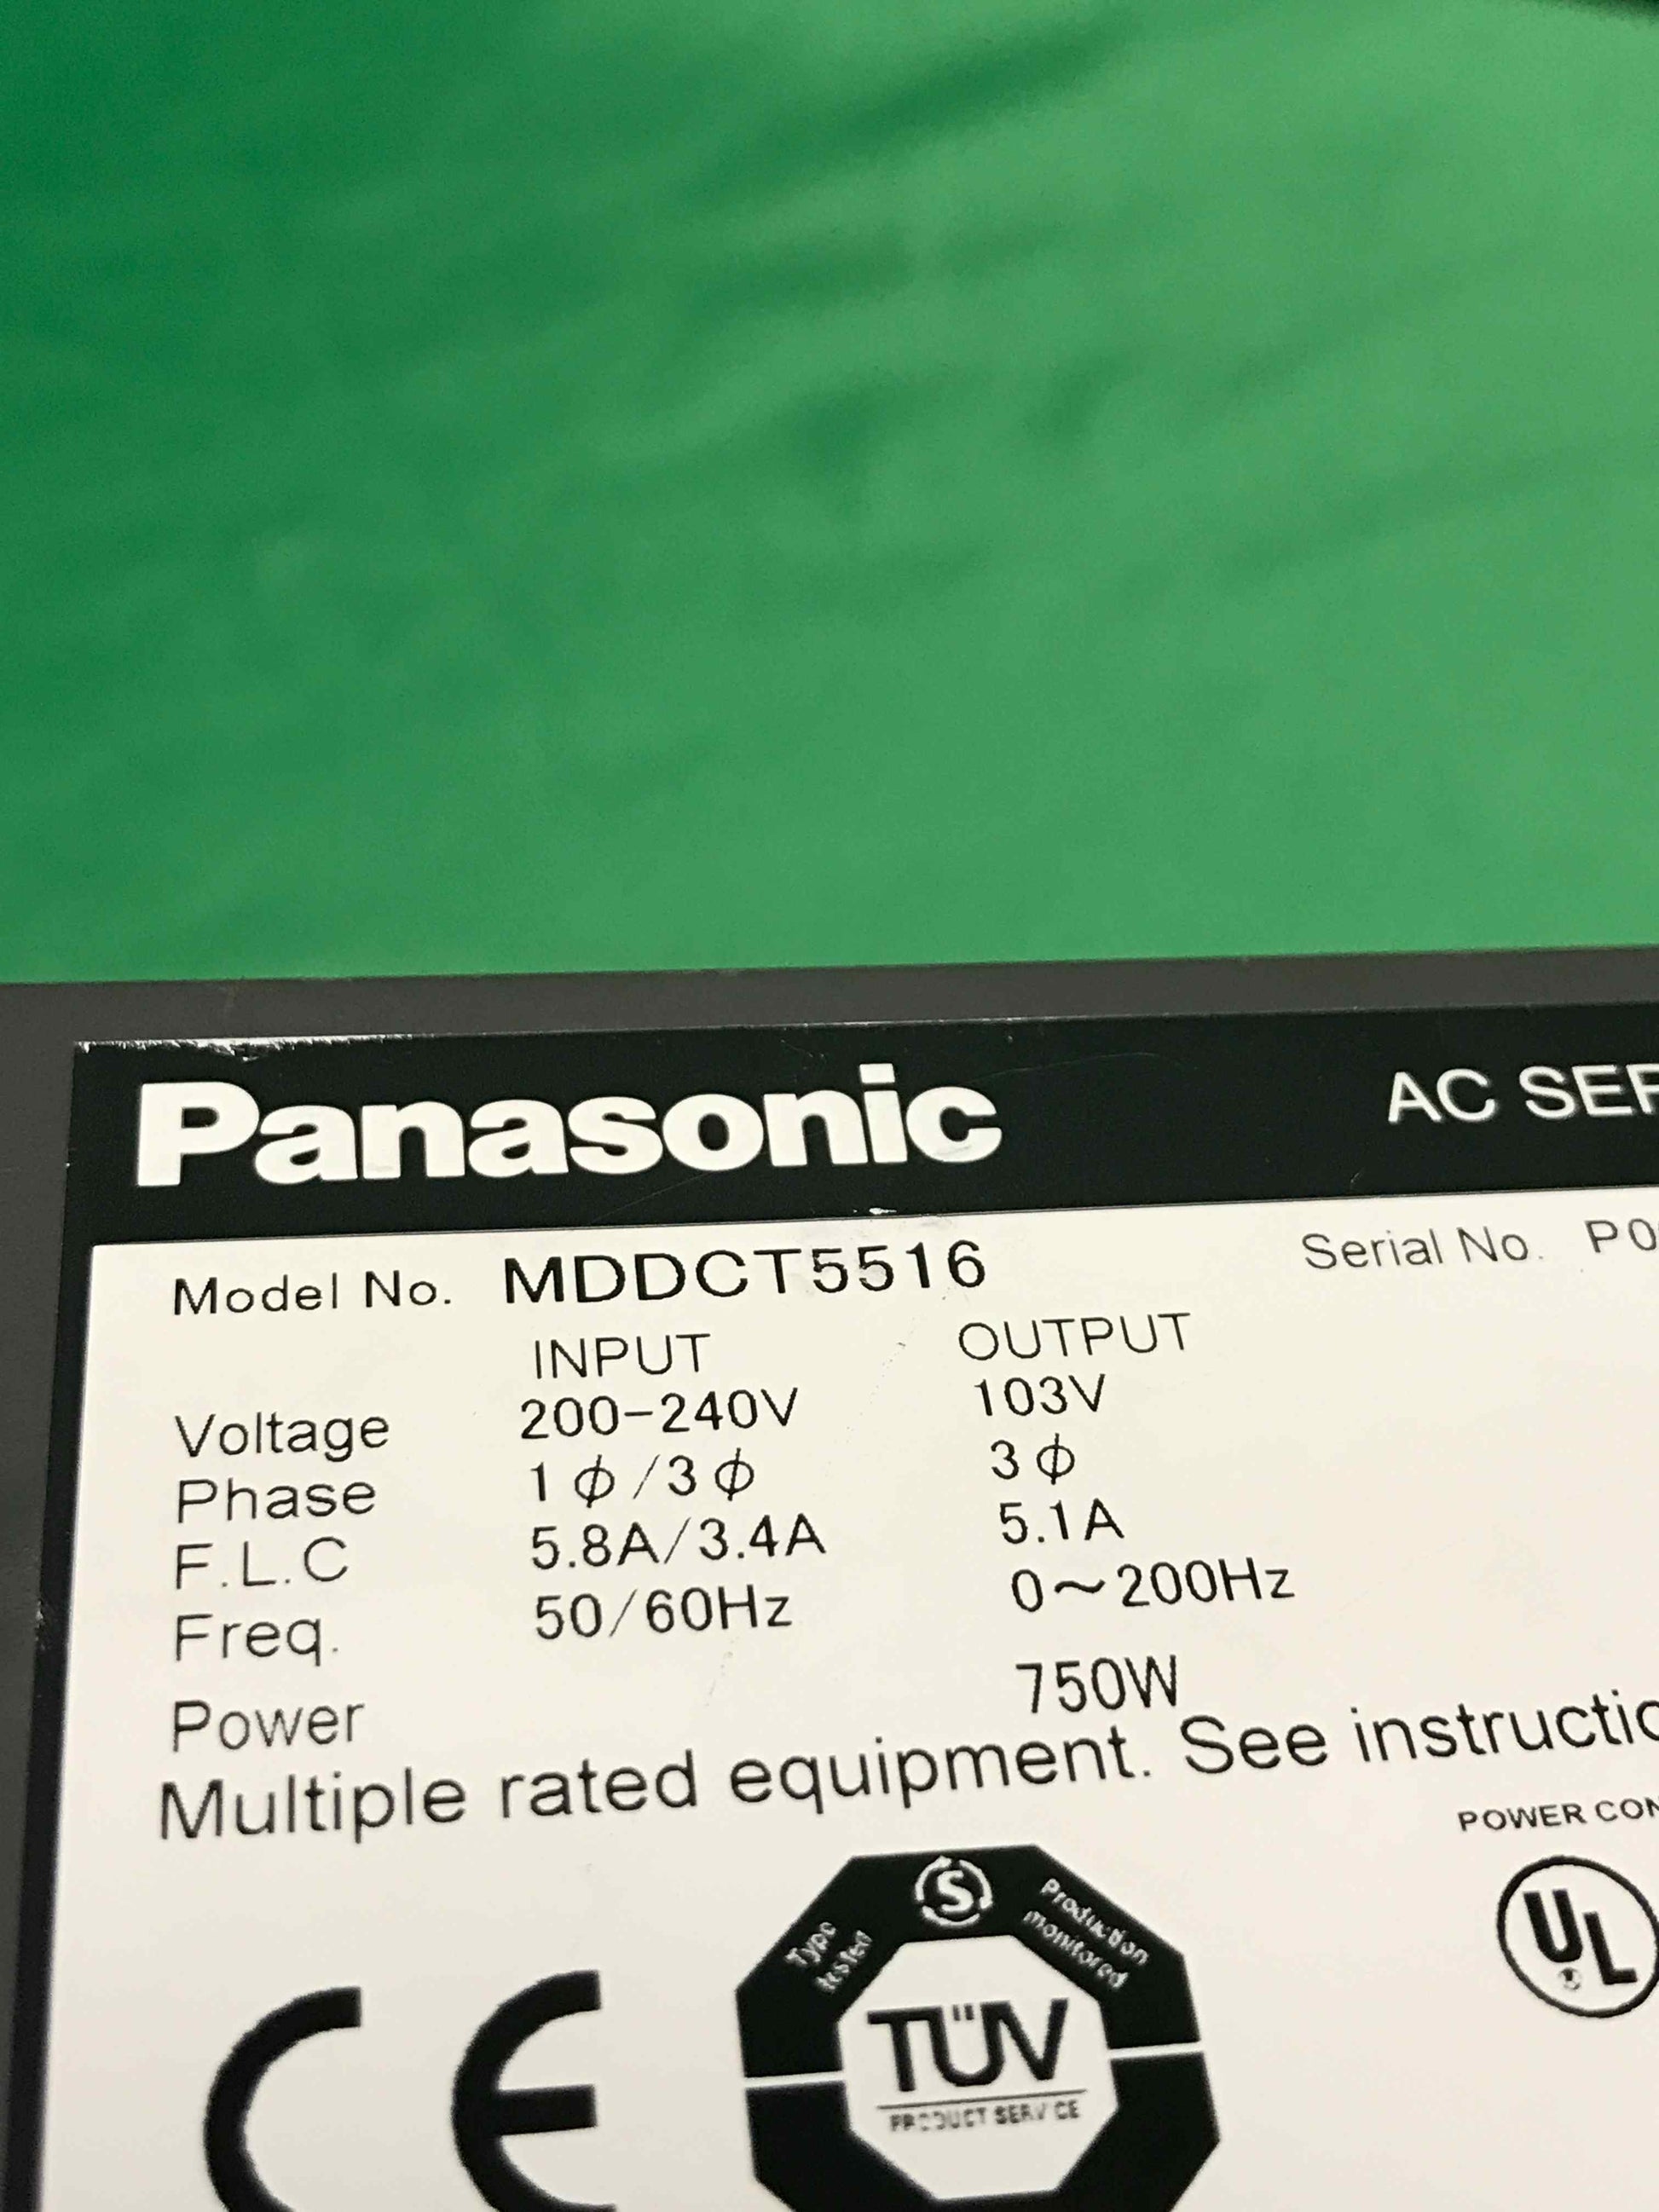 Panasonic AC SER
Model No. MDDCT5516 Serial No. P0
INPUT OUTPUT
Voltage 200-240V 103V
Phase 1ϕ/3ϕ 3ϕ
F.L.C 5.8A/3.4A 5.1A
Freq. 50/60Hz 0~200Hz
Power 750W
Multiple rated equipment. See instructio
POWER CON
Type tested
S
Production monitored
UL
CE
TÜV
PRODUCT SERVICE